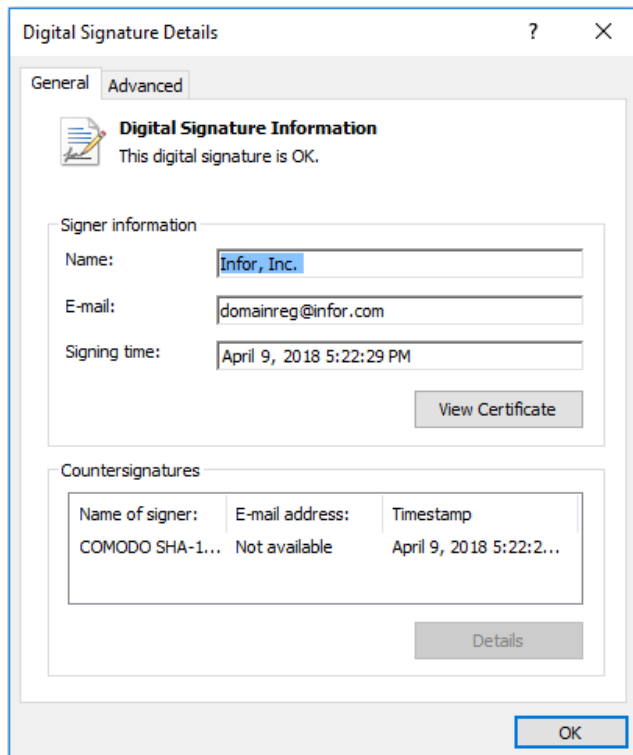 Digital Signature Details
General Advanced
Digital Signature Information
This digital signature is OK.
Signer information
Name: Infor, Inc.
E-mail: domainreg@infor.com
Signing time: April 9, 2018 5:22:29 PM
View Certificate
Countersignatures
Name of signer: E-mail address: Timestamp
COMODO SHA-1... Not available April 9, 2018 5:22:2...
Details
OK